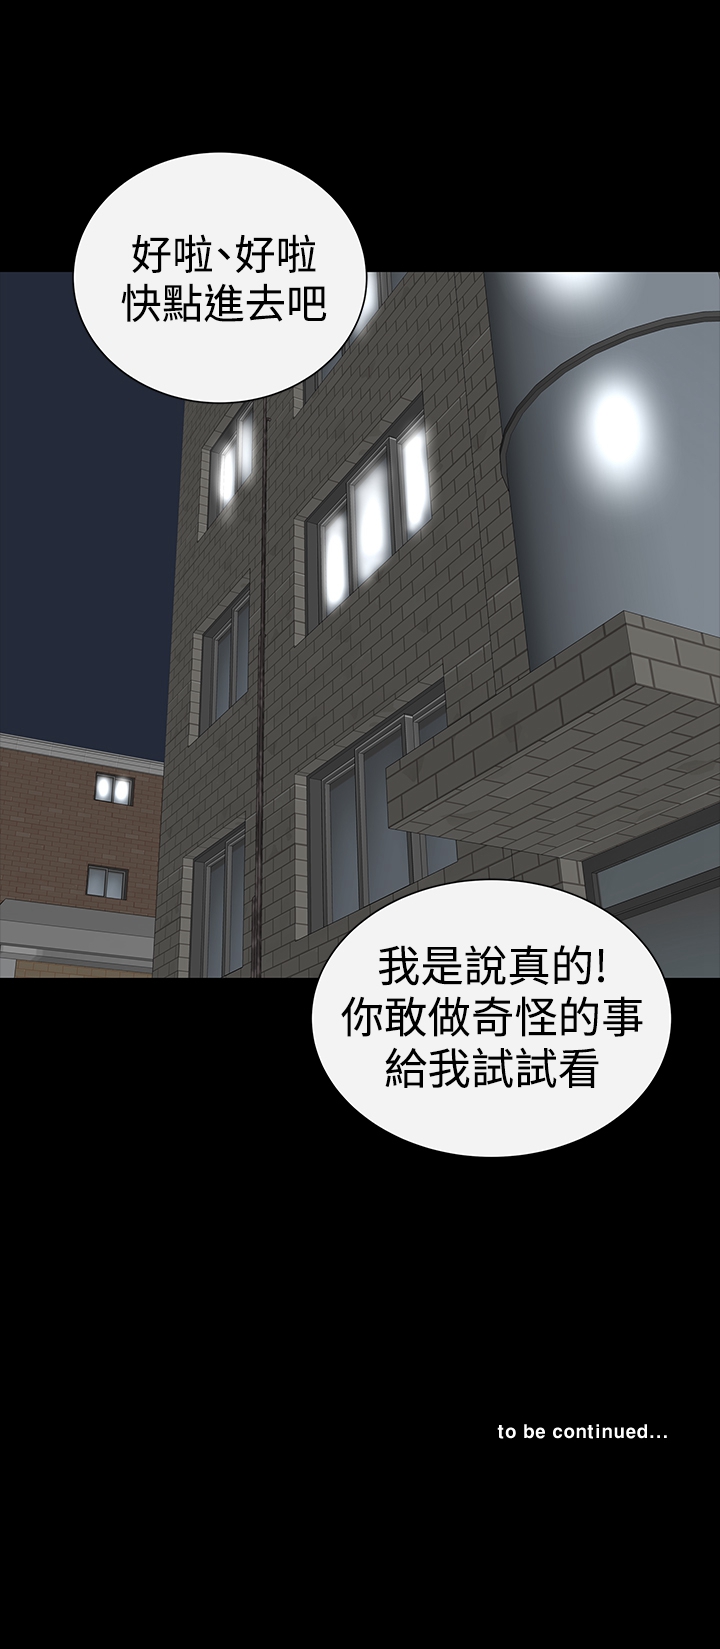 好啦、好啦
快點進去吧
我是說真的!
你敢做奇怪的事
給我試試看
to be continued...